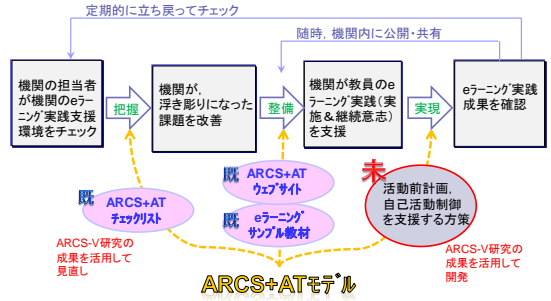 定期的に立ち戻ってチェック
随時，機関内に公開・共有
機関の担当者
が機関のeラー
ニング実践支援
環境をチェック
把握
機関が，
浮き彫りになった
課題を改善
整備
機関が教員のe
ラーニング実践（実
施＆継続意志）
を支援
実現
eラーニング実践
成果を確認
既
ARCS+AT
チェックリスト
既
ARCS+AT
ウェブサイト
既
eラーニング
サンプル教材
未
活動前計画，
自己活動制御
を支援する方策
ARCS-V研究の
成果を活用して
見直し
ARCS-V研究の
成果を活用して
開発
ARCS+ATモデル